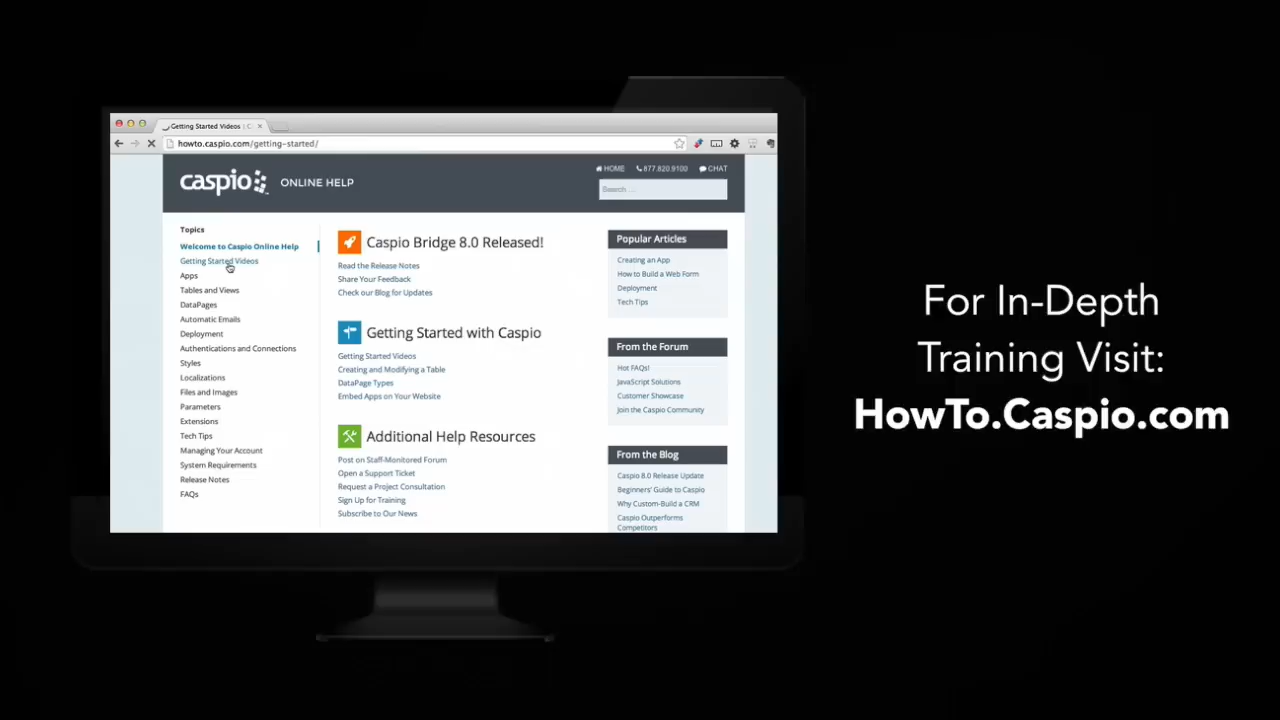 Getting Started Videos | C
howto.caspio.com/getting-started/
HOME 877.820.9100 CHAT
caspio ONLINE HELP
Search ...
Topics
Welcome to Caspio Online Help
Getting Started Videos
Apps
Tables and Views
DataPages
Automatic Emails
Deployment
Authentications and Connections
Styles
Localizations
Files and Images
Parameters
Extensions
Tech Tips
Managing Your Account
System Requirements
Release Notes
FAQs
Caspio Bridge 8.0 Released!
Read the Release Notes
Share Your Feedback
Check our Blog for Updates
Getting Started with Caspio
Getting Started Videos
Creating and Modifying a Table
DataPage Types
Embed Apps on Your Website
Additional Help Resources
Post on Staff-Monitored Forum
Open a Support Ticket
Request a Project Consultation
Sign Up for Training
Subscribe to Our News
Popular Articles
Creating an App
How to Build a Web Form
Deployment
Tech Tips
From the Forum
Hot FAQs!
JavaScript Solutions
Customer Showcase
Join the Caspio Community
From the Blog
Caspio 8.0 Release Update
Beginners' Guide to Caspio
Why Custom-Build a CRM
Caspio Outperforms
Competitors
For In-Depth
Training Visit:
HowTo.Caspio.com